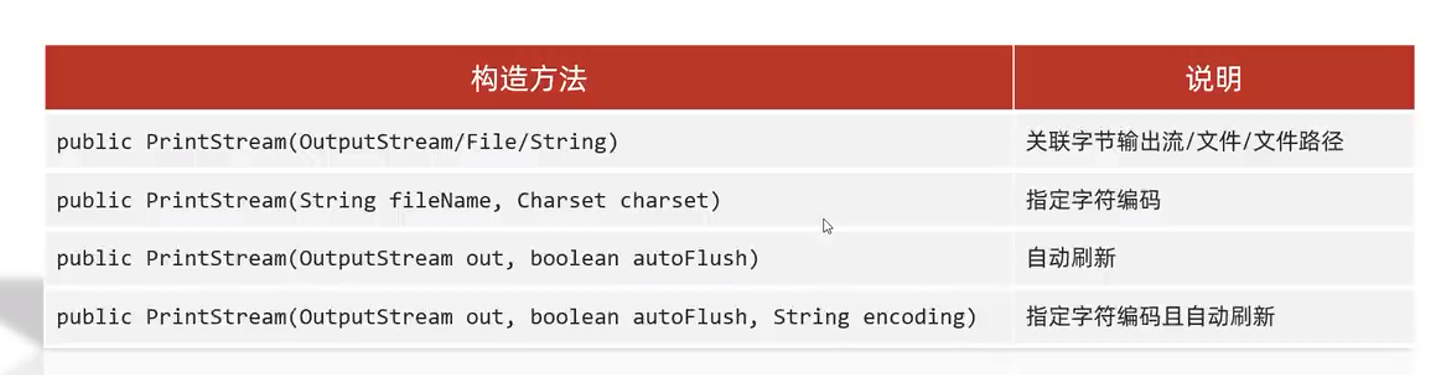 构造方法 说明
public PrintStream(OutputStream/File/String) 关联字节输出流/文件/文件路径
public PrintStream(String fileName, Charset charset) 指定字符编码
public PrintStream(OutputStream out, boolean autoFlush) 自动刷新
public PrintStream(OutputStream out, boolean autoFlush, String encoding) 指定字符编码且自动刷新